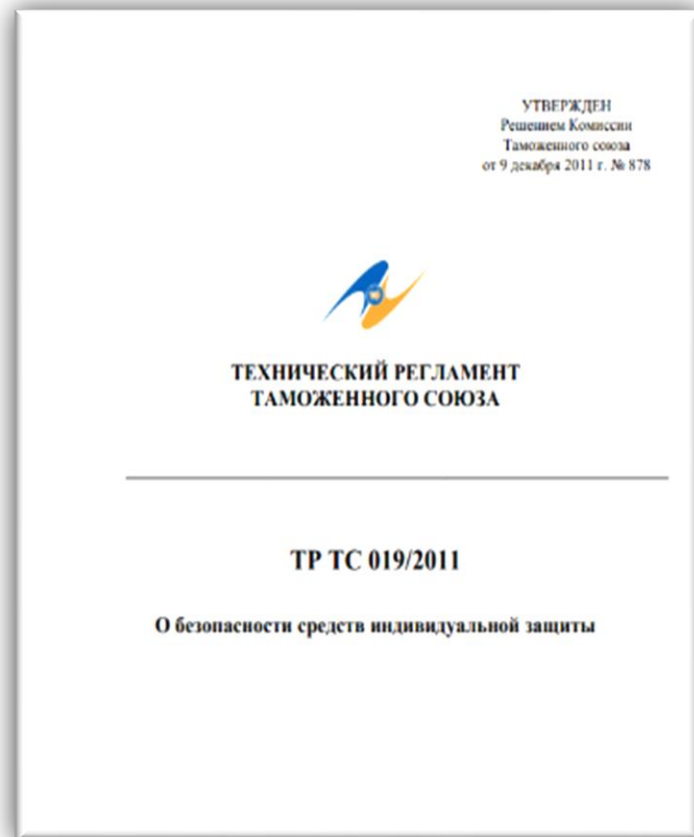 УТВЕРЖДЕН
Решением Комиссии
Таможенного союза
от 9 декабря 2011 г. № 878
ТЕХНИЧЕСКИЙ РЕГЛАМЕНТ
ТАМОЖЕННОГО СОЮЗА
ТР ТС 019/2011
О безопасности средств индивидуальной защиты